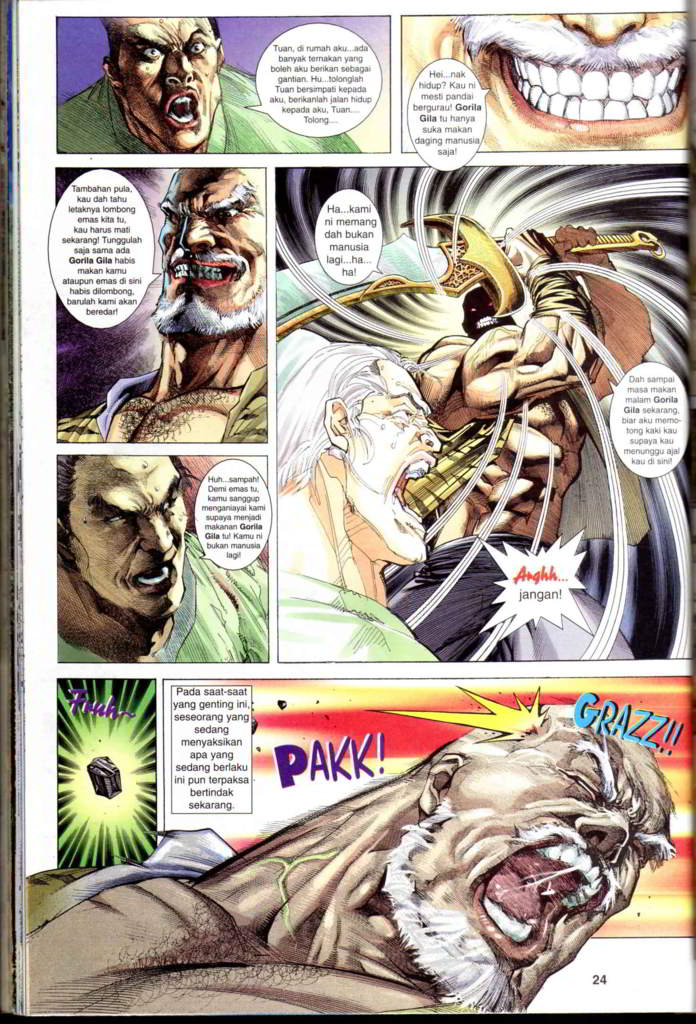 Tuan, di rumah aku...ada
banyak ternakan yang
boleh aku berikan sebagai
gantian. Hu...tolonglah
Tuan bersimpati kepada
aku, berikanlah jalan hidup
kepada aku, Tuan....
Tolong....
Hei...nak
hidup? Kau ni
mesti pandai
bergurau! Gorila
Gila tu hanya
suka makan
daging manusia
saja!
Tambahan pula,
kau dah tahu
letaknya lombong
emas kita tu,
kau harus mati
sekarang! Tunggulah
saja sama ada
Gorila Gila habis
makan kamu
ataupun emas di sini
habis dilombong,
barulah kami akan
beredar!
Ha...kami
ni memang
dah bukan
manusia
lagi...ha...
ha!
Dah sampai
masa makan
malam Gorila
Gila sekarang,
biar aku memo-
tong kaki kau
supaya kau
menunggu ajal
kau di sini!
Huh...sampah!
Demi emas tu,
kamu sanggup
menganiayai kami
supaya menjadi
makanan Gorila
Gila tu! Kamu ni
bukan manusia
lagi!
Arghh...
jangan!
Fruh~
Pada saat-saat
yang genting ini,
seseorang yang
sedang
menyaksikan
apa yang
sedang berlaku
ini pun terpaksa
bertindak
sekarang.
PAKK!
GRAZZ!!
24